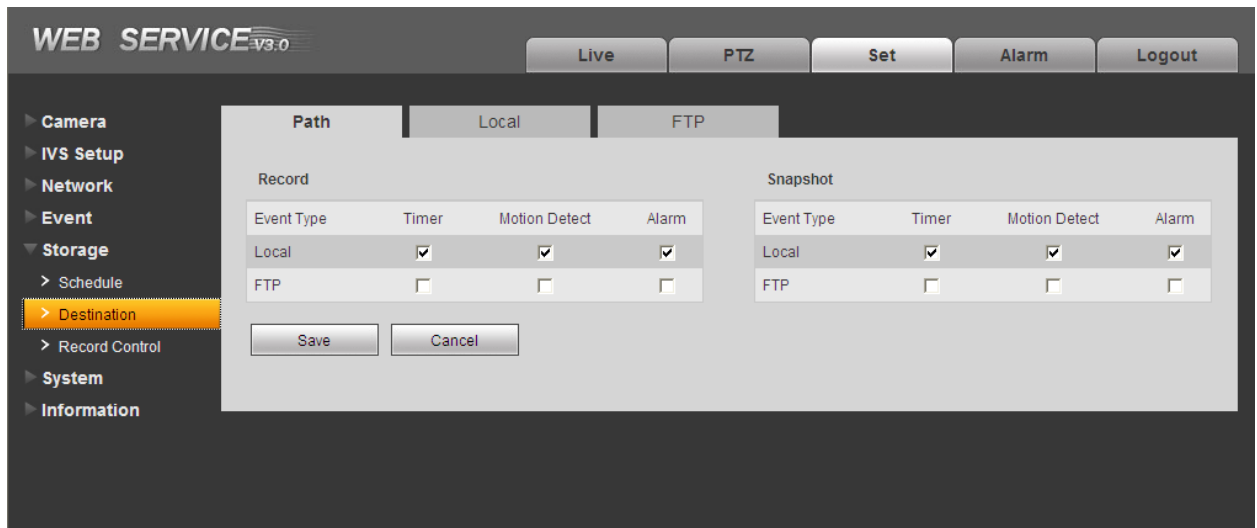 WEB SERVICE V3.0
Live PTZ Set Alarm Logout
Camera
IVS Setup
Network
Event
Storage
> Schedule
> Destination
> Record Control
System
Information
Path Local FTP
Record
Event Type Timer Motion Detect Alarm
Local
FTP
Snapshot
Event Type Timer Motion Detect Alarm
Local
FTP
Save Cancel